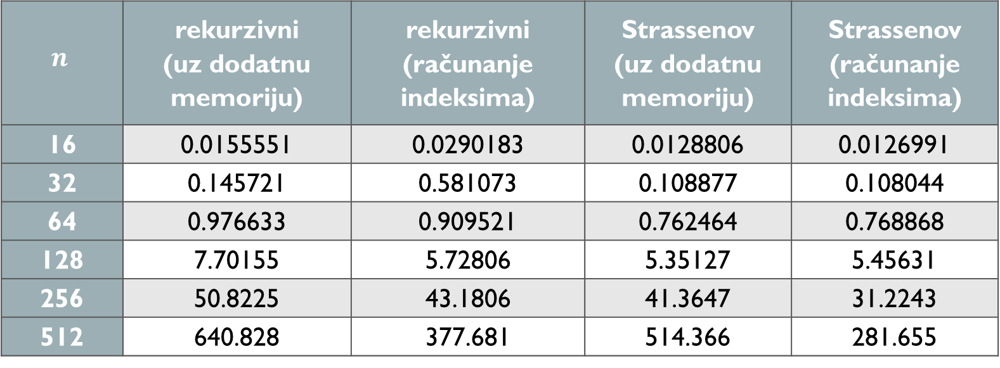 n rekurzivni (uz dodatnu memoriju) rekurzivni (računanje indeksima) Strassenov (uz dodatnu memoriju) Strassenov (računanje indeksima)
16 0.0155551 0.0290183 0.0128806 0.0126991
32 0.145721 0.581073 0.108877 0.108044
64 0.976633 0.909521 0.762464 0.768868
128 7.70155 5.72806 5.35127 5.45631
256 50.8225 43.1806 41.3647 31.2243
512 640.828 377.681 514.366 281.655